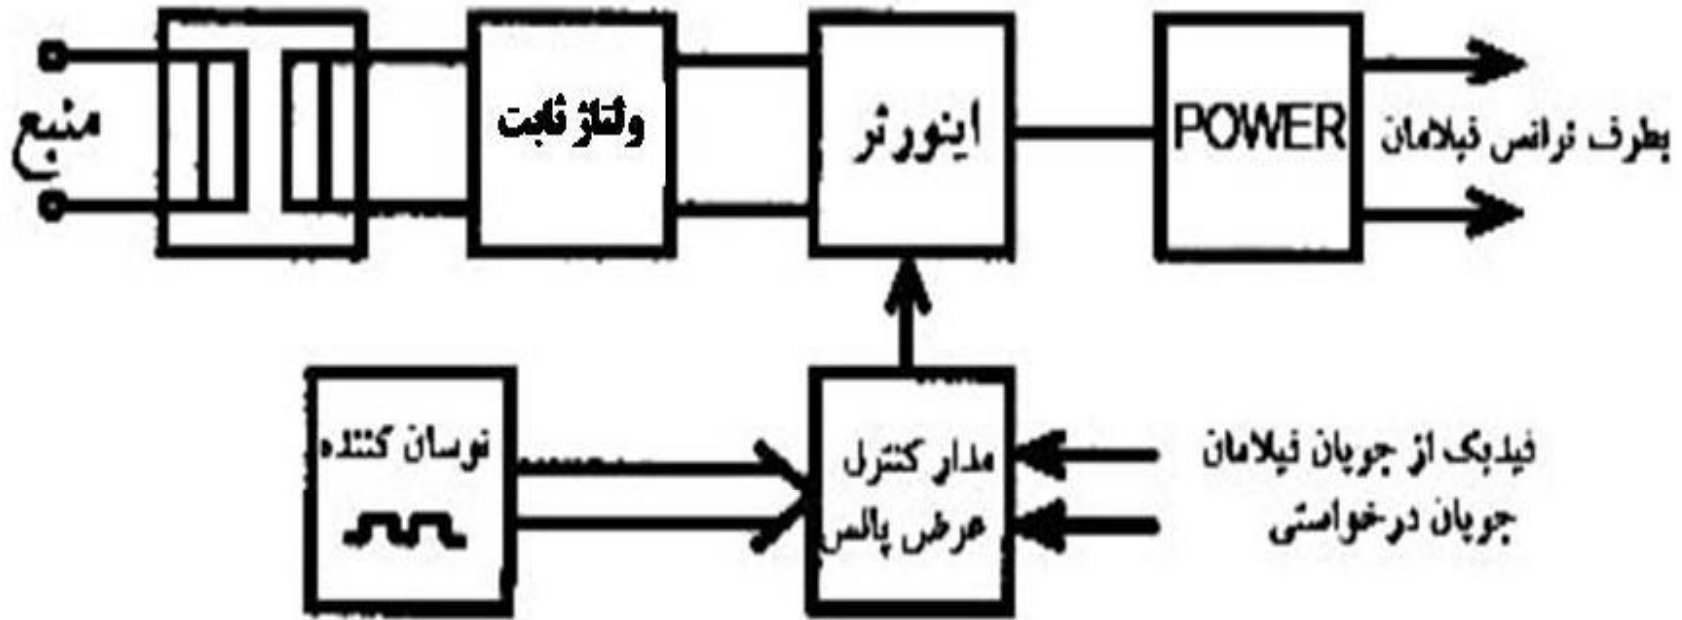 منبع
ولتاژ ثابت
اینورتر
POWER
بطرف ترانس فیلامان
نوسان کننده
مدار کنترل
عرض پالس
فیدبک از جریان فیلامان
جریان درخواستی